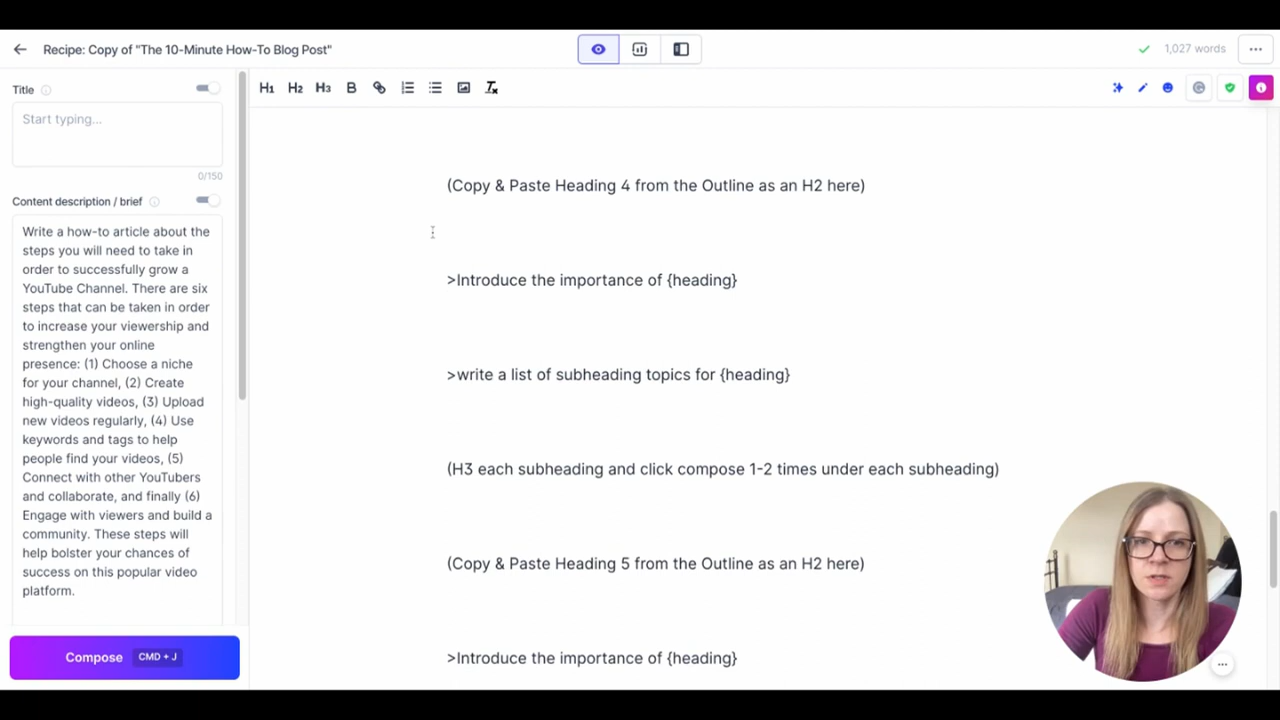 Recipe: Copy of "The 10-Minute How-To Blog Post"
1,027 words
Title
H1 H2 H3 B
Start typing...
0/150
Content description / brief
Write a how-to article about the
steps you will need to take in
order to successfully grow a
YouTube Channel. There are six
steps that can be taken in order
to increase your viewership and
strengthen your online
presence: (1) Choose a niche
for your channel, (2) Create
high-quality videos, (3) Upload
new videos regularly, (4) Use
keywords and tags to help
people find your videos, (5)
Connect with other YouTubers
and collaborate, and finally (6)
Engage with viewers and build a
community. These steps will
help bolster your chances of
success on this popular video
platform.
Compose CMD + J
(Copy & Paste Heading 4 from the Outline as an H2 here)
>Introduce the importance of {heading}
>write a list of subheading topics for {heading}
(H3 each subheading and click compose 1-2 times under each subheading)
(Copy & Paste Heading 5 from the Outline as an H2 here)
>Introduce the importance of {heading}